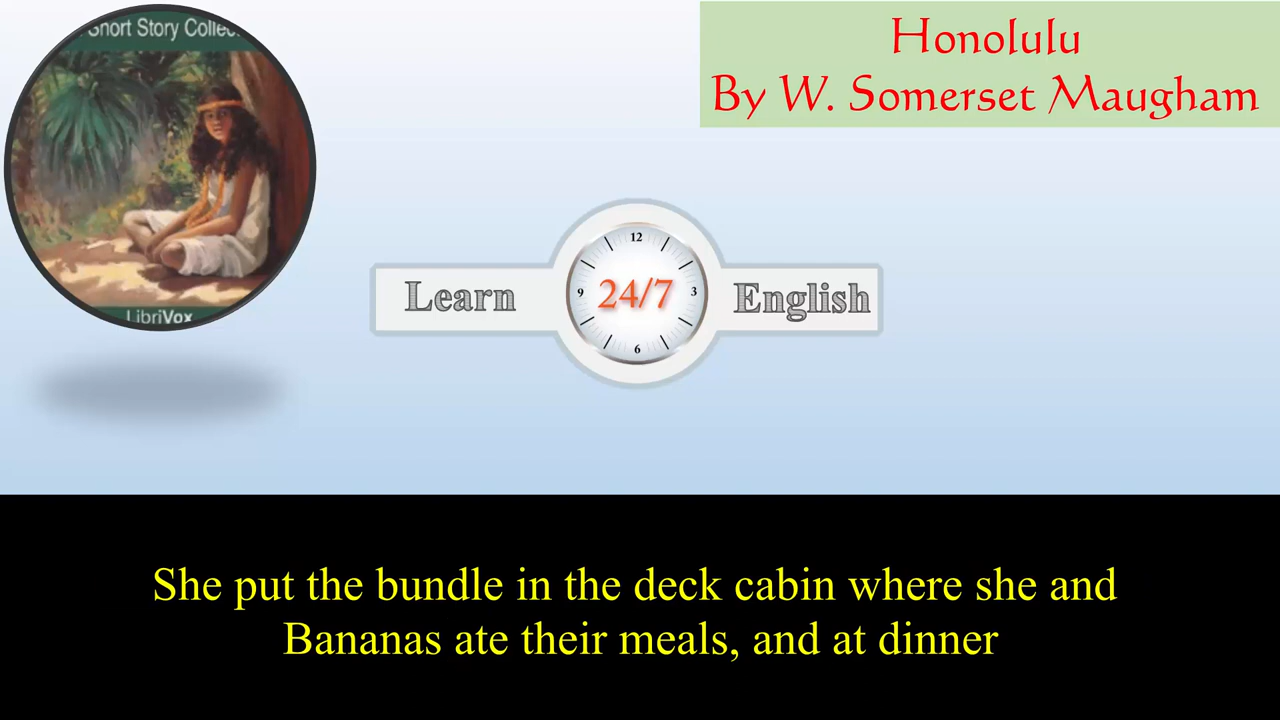 Short Story Collec
LibriVox
Honolulu
By W. Somerset Maugham
Learn
12
9
24/7
3
6
English
She put the bundle in the deck cabin where she and
Bananas ate their meals, and at dinner